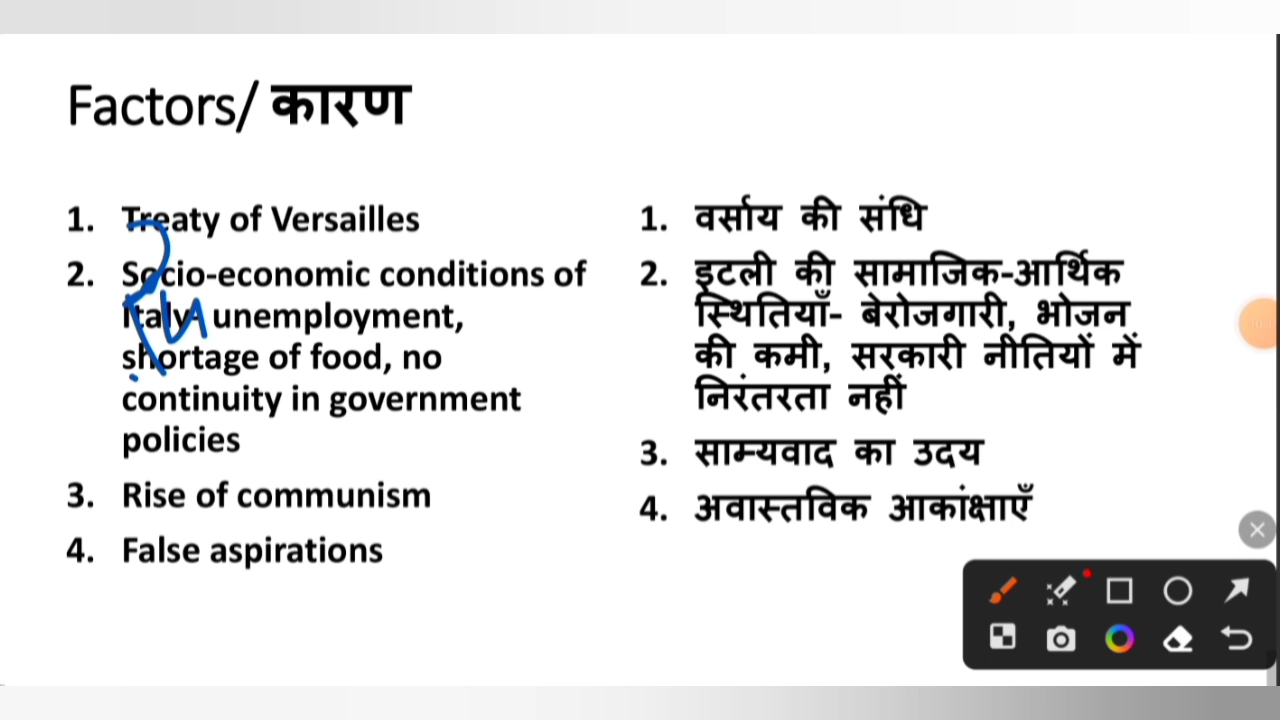 Factors/ कारण
1. Treaty of Versailles
2. Socio-economic conditions of
Italy- unemployment,
shortage of food, no
continuity in government
policies
3. Rise of communism
4. False aspirations
1. वर्साय की संधि
2. इटली की सामाजिक-आर्थिक
स्थितियाँ- बेरोजगारी, भोजन
की कमी, सरकारी नीतियों में
निरंतरता नहीं
3. साम्यवाद का उदय
4. अवास्तविक आकांक्षाएँ